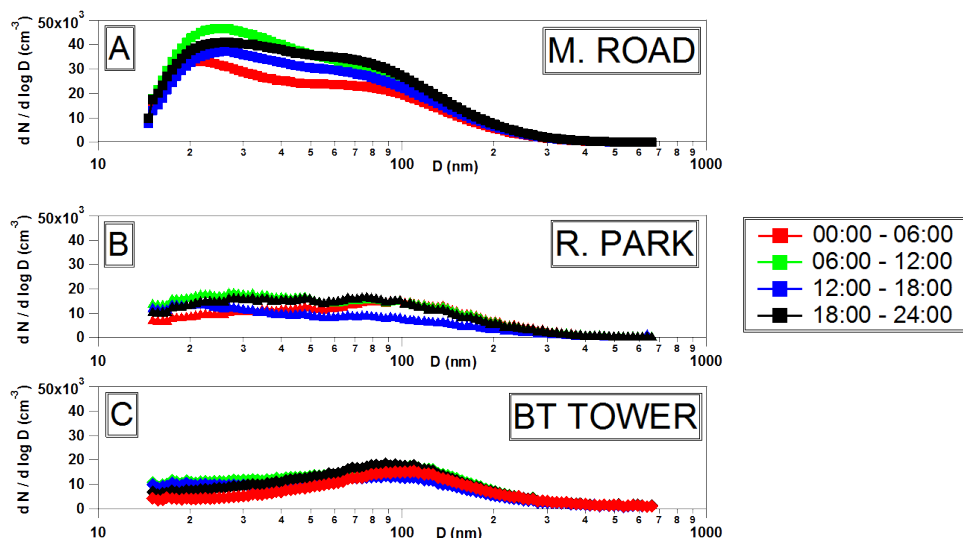 50x10³
40
30
20
10
0
dN / d log D (cm⁻³)
A
M. ROAD
10 2 3 4 5 6 7 8 9 100 2 3 4 5 6 7 8 9 1000
D (nm)
50x10³
40
30
20
10
0
dN / d log D (cm⁻³)
B
R. PARK
10 2 3 4 5 6 7 8 9 100 2 3 4 5 6 7 8 9 1000
D (nm)
00:00 - 06:00
06:00 - 12:00
12:00 - 18:00
18:00 - 24:00
50x10³
40
30
20
10
0
dN / d log D (cm⁻³)
C
BT TOWER
10 2 3 4 5 6 7 8 9 100 2 3 4 5 6 7 8 9 1000
D (nm)